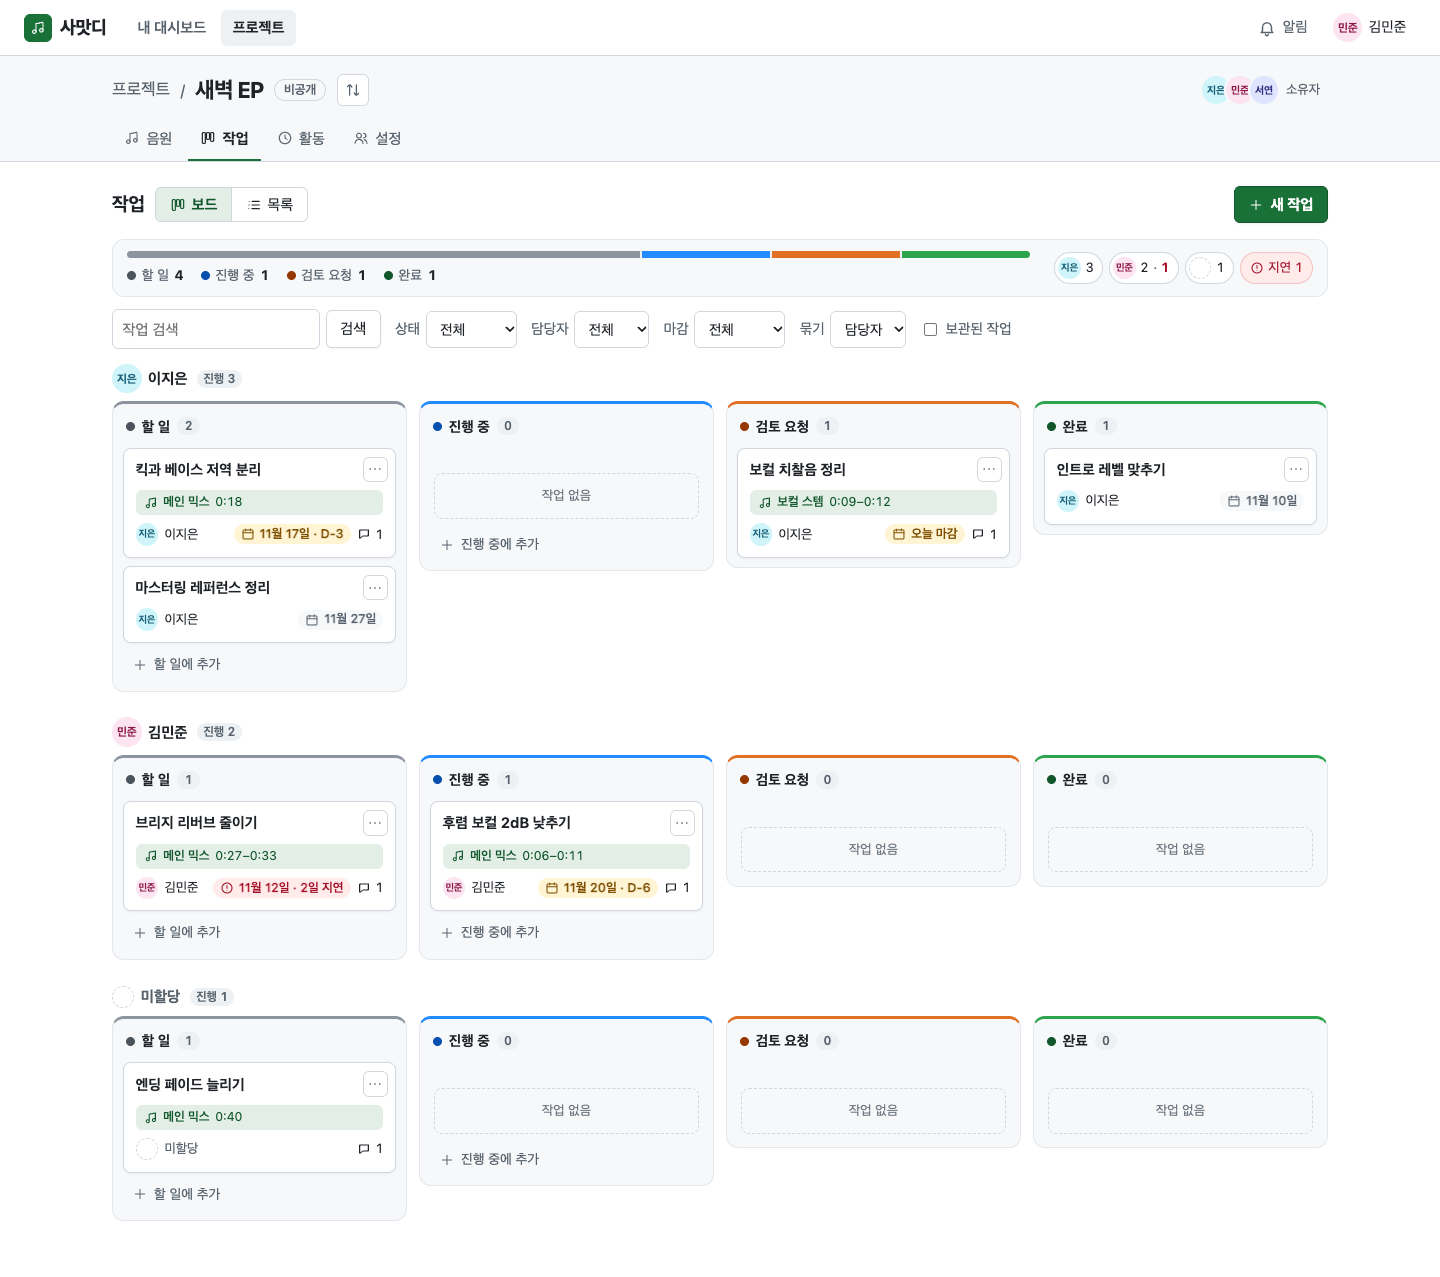 사맛디 내 대시보드 프로젝트 알림 민준 김민준
프로젝트 / 새벽 EP 비공개 지은 민준 서연 소유자
음원 작업 활동 설정
작업 보드 목록 + 새 작업
할 일 4 진행 중 1 검토 요청 1 완료 1 지은 3 민준 2 · 1 1 지연 1
작업 검색 검색 상태 전체 담당자 전체 마감 전체 묶기 담당자 보관된 작업
지은 이지은 진행 3
할 일 2
킥과 베이스 저역 분리 ···
메인 믹스 0:18
지은 이지은 11월 17일 · D-3 1
마스터링 레퍼런스 정리 ···
지은 이지은 11월 27일
+ 할 일에 추가
진행 중 0
작업 없음
+ 진행 중에 추가
검토 요청 1
보컬 치찰음 정리 ···
보컬 스템 0:09–0:12
지은 이지은 오늘 마감 1
완료 1
인트로 레벨 맞추기 ···
지은 이지은 11월 10일
민준 김민준 진행 2
할 일 1
브리지 리버브 줄이기 ···
메인 믹스 0:27–0:33
민준 김민준 11월 12일 · 2일 지연 1
+ 할 일에 추가
진행 중 1
후렴 보컬 2dB 낮추기 ···
메인 믹스 0:06–0:11
민준 김민준 11월 20일 · D-6 1
+ 진행 중에 추가
검토 요청 0
작업 없음
완료 0
작업 없음
미할당 진행 1
할 일 1
엔딩 페이드 늘리기 ···
메인 믹스 0:40
미할당 1
+ 할 일에 추가
진행 중 0
작업 없음
+ 진행 중에 추가
검토 요청 0
작업 없음
완료 0
작업 없음